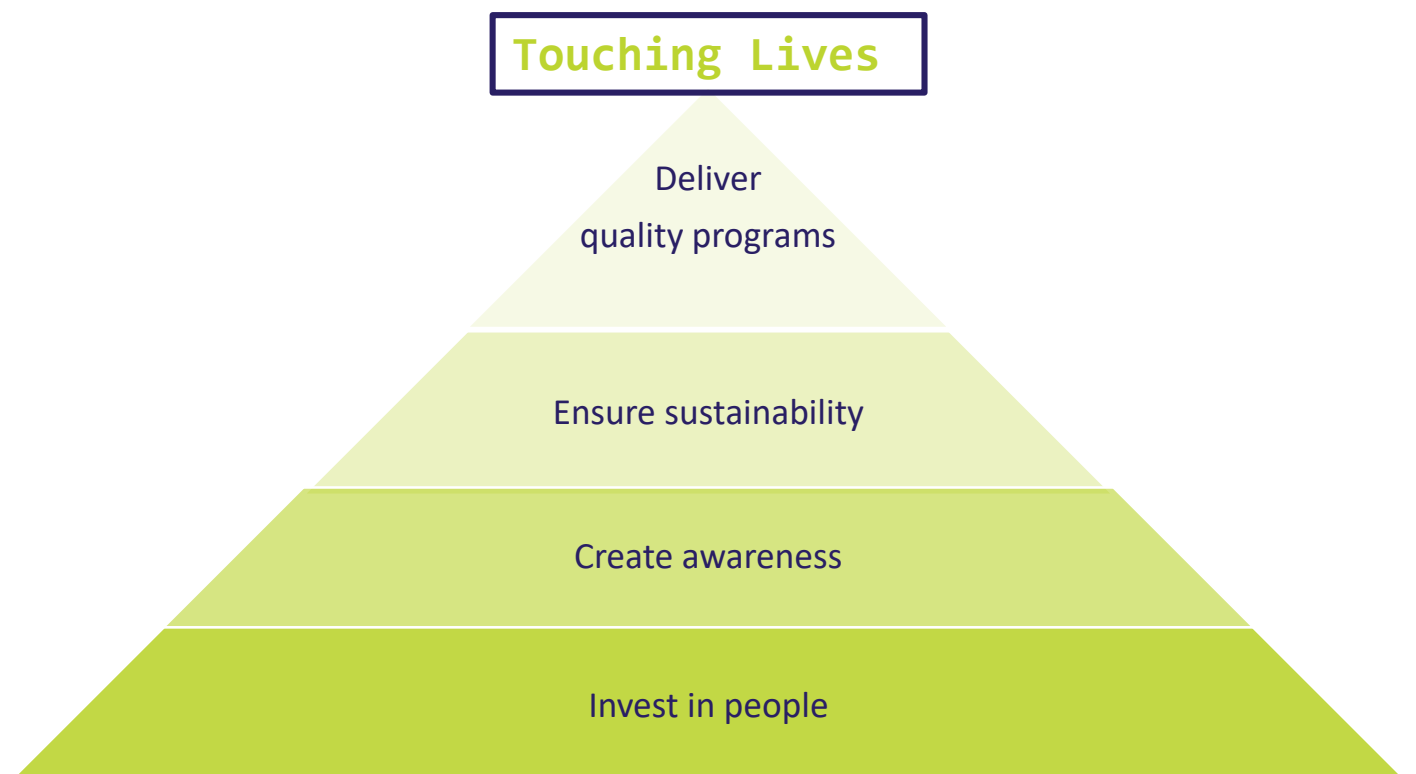 Touching Lives
Deliver
quality programs
Ensure sustainability
Create awareness
Invest in people